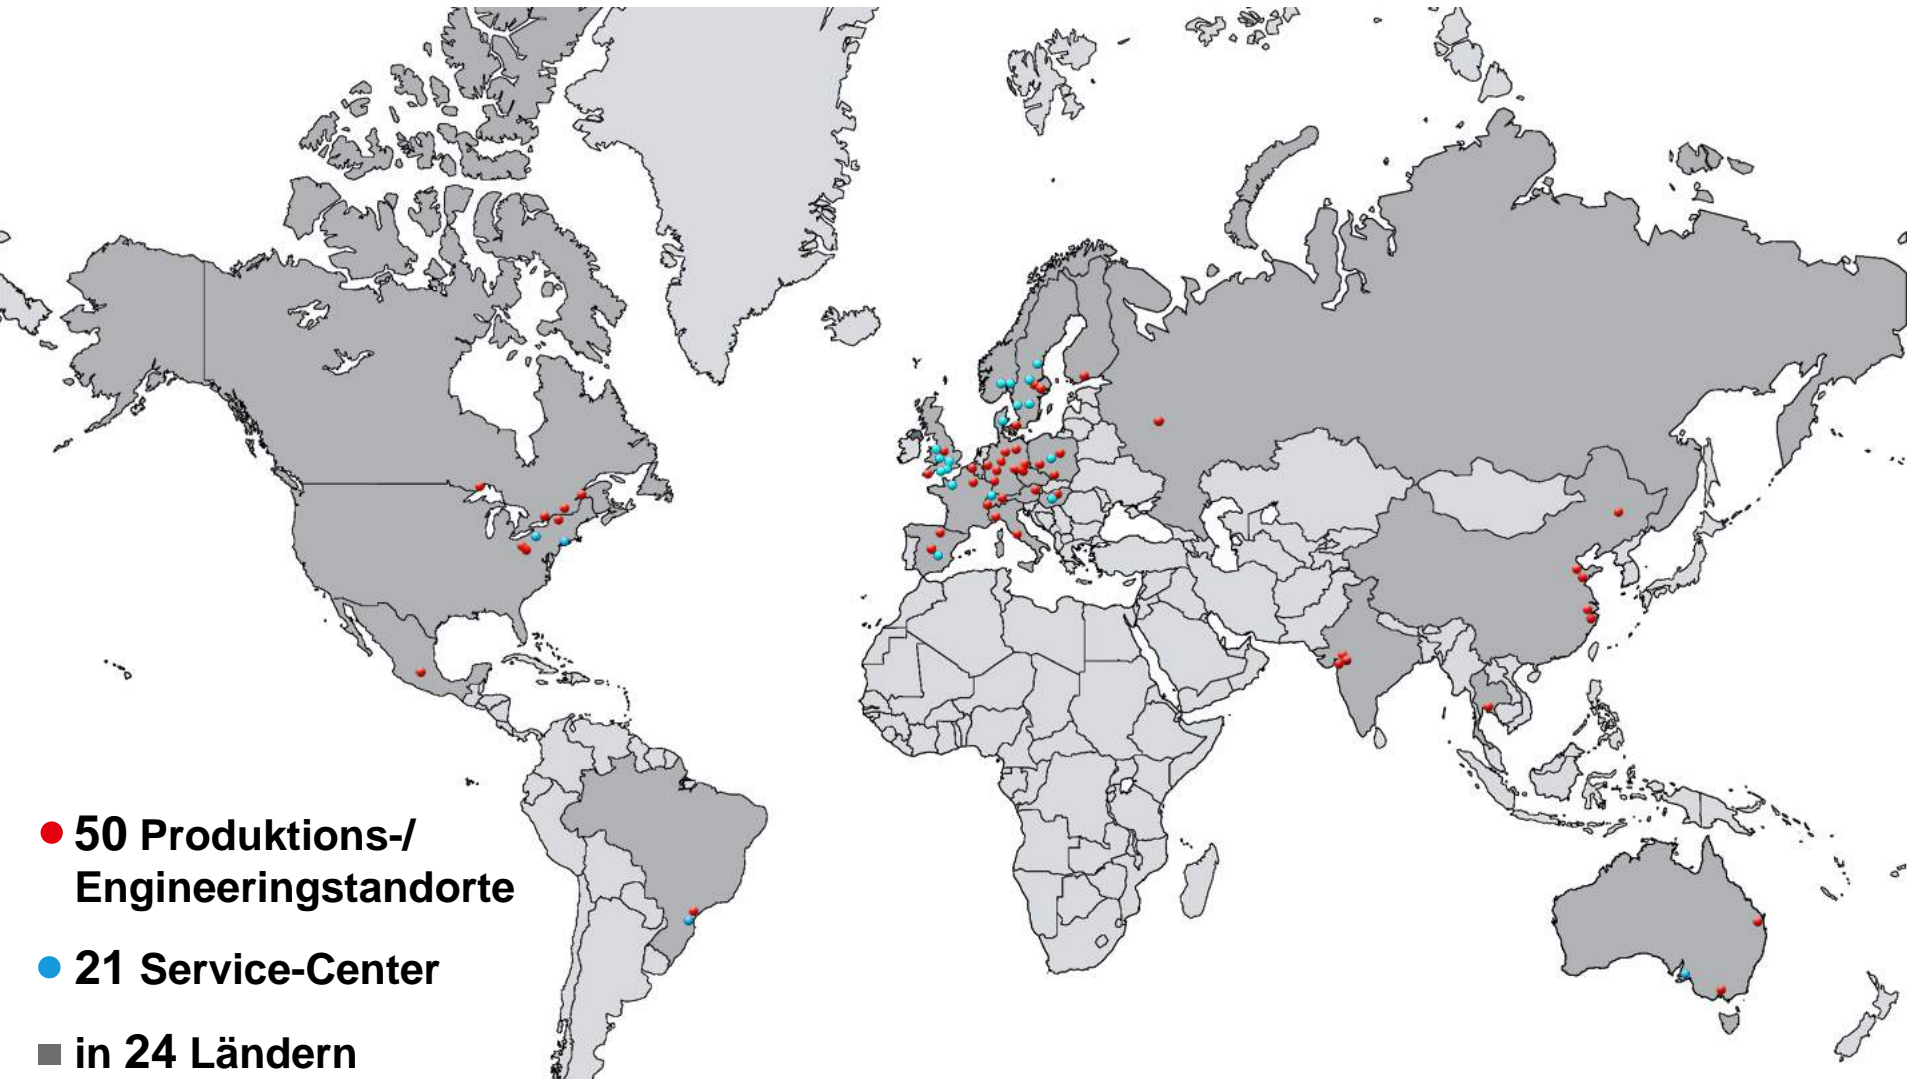 50 Produktions-/
Engineeringstandorte
21 Service-Center
in 24 Ländern